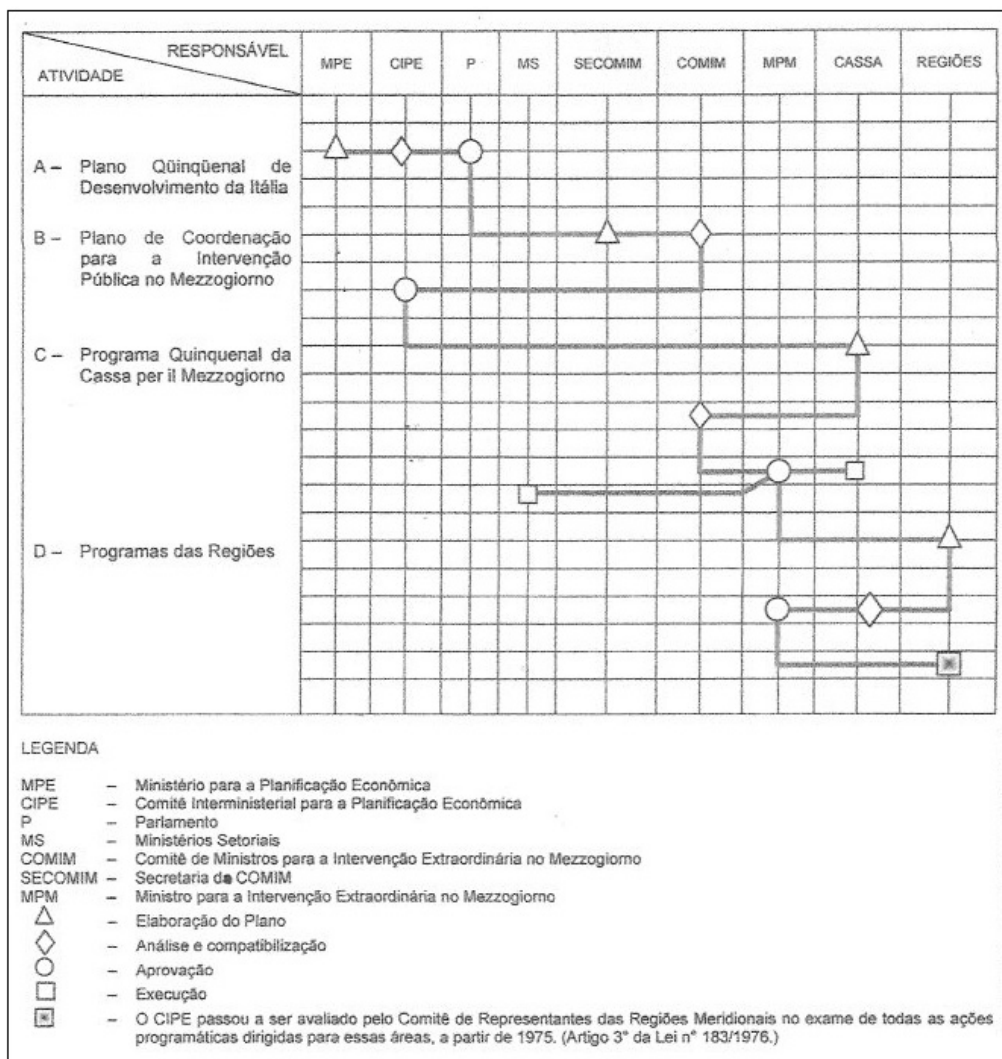 RESPONSÁVEL
ATIVIDADE
MPE CIPE P MS SECOMIM COMIM MPM CASSA REGIÕES
A – Plano Qüinqüenal de
Desenvolvimento da Itália
B – Plano de Coordenação
para a Intervenção
Pública no Mezzogiorno
C – Programa Quinquenal da
Cassa per il Mezzogiorno
D – Programas das Regiões
LEGENDA
MPE – Ministério para a Planificação Econômica
CIPE – Comitê Interministerial para a Planificação Econômica
P – Parlamento
MS – Ministérios Setoriais
COMIM – Comitê de Ministros para a Intervenção Extraordinária no Mezzogiorno
SECOMIM – Secretaria da COMIM
MPM – Ministro para a Intervenção Extraordinária no Mezzogiorno
– Elaboração do Plano
– Análise e compatibilização
– Aprovação
– Execução
– O CIPE passou a ser avaliado pelo Comitê de Representantes das Regiões Meridionais no exame de todas as ações
programáticas dirigidas para essas áreas, a partir de 1975. (Artigo 3° da Lei n° 183/1976.)